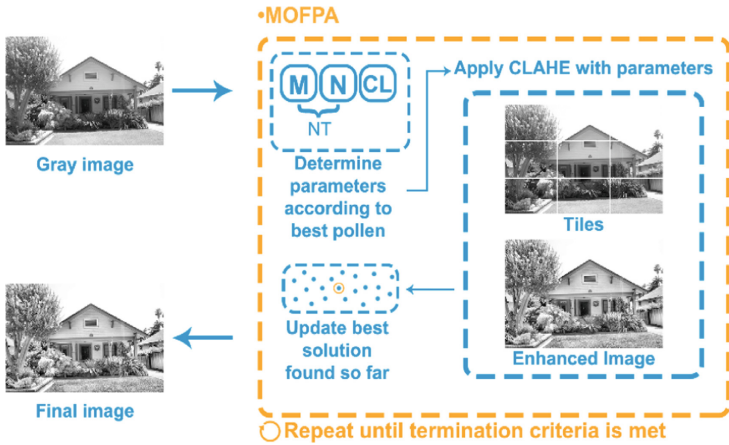 •MOFPA
Gray image
M N CL
NT
Determine
parameters
according to
best pollen
Apply CLAHE with parameters
Tiles
Enhanced Image
Update best
solution
found so far
Final image
Repeat until termination criteria is met